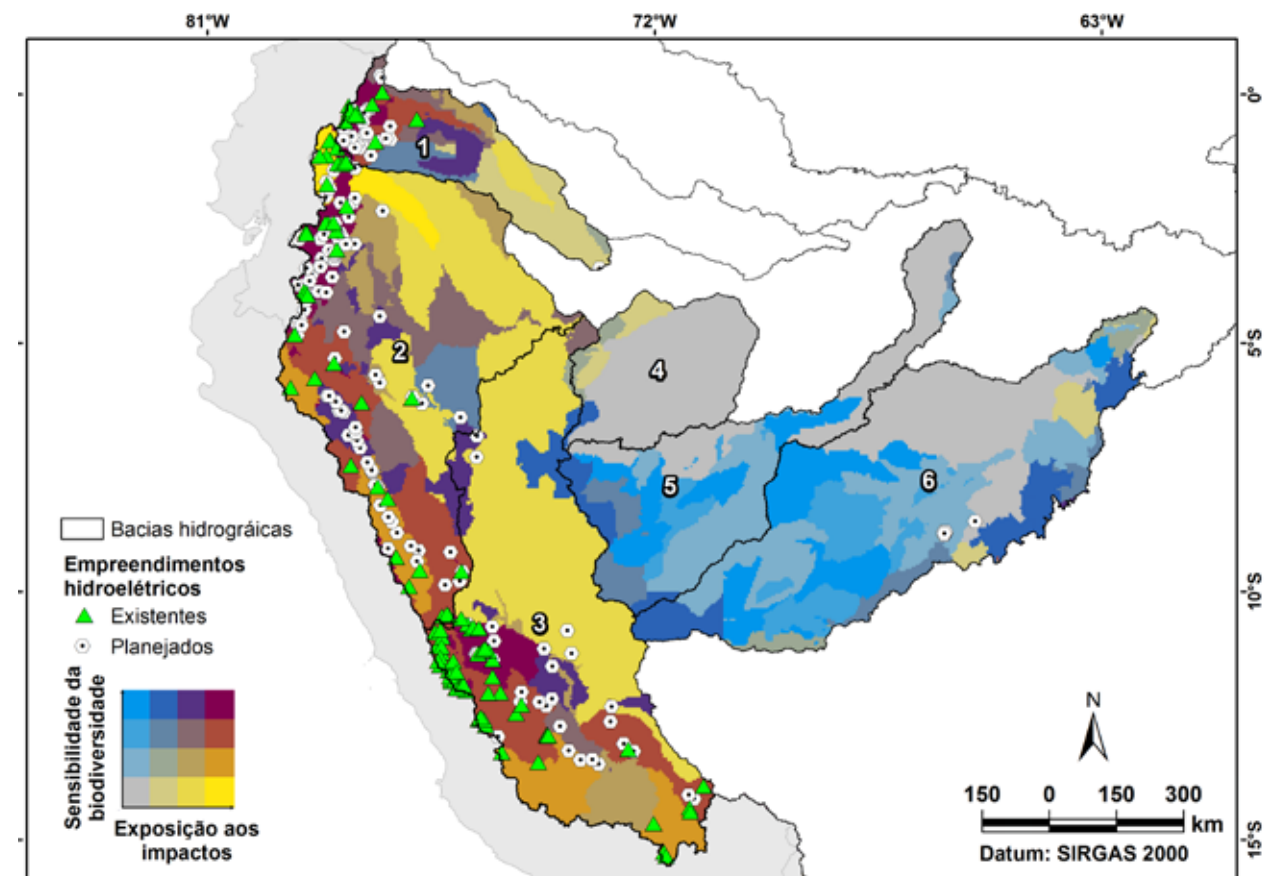 81°W 72°W 63°W
0°
1
5°S
2
4
5
6
Bacias hidrográicas
Empreendimentos
hidroelétricos
Existentes
Planejados
10°S
3
Sensibilidade da
biodiversidade
Exposição aos
impactos
N
150 0 150 300
km
Datum: SIRGAS 2000
15°S